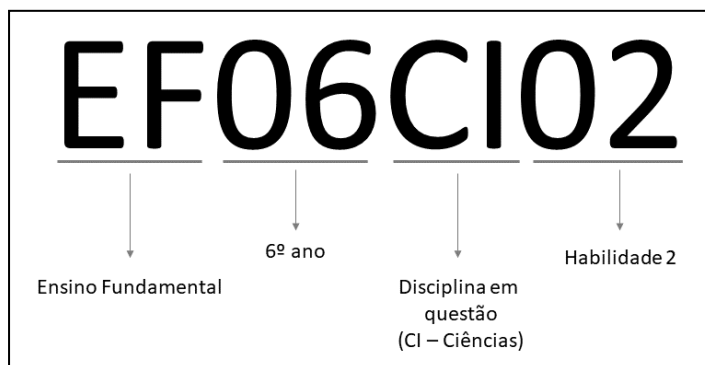 EF06CI02
6º ano
Habilidade 2
Ensino Fundamental
Disciplina em
questão
(CI – Ciências)